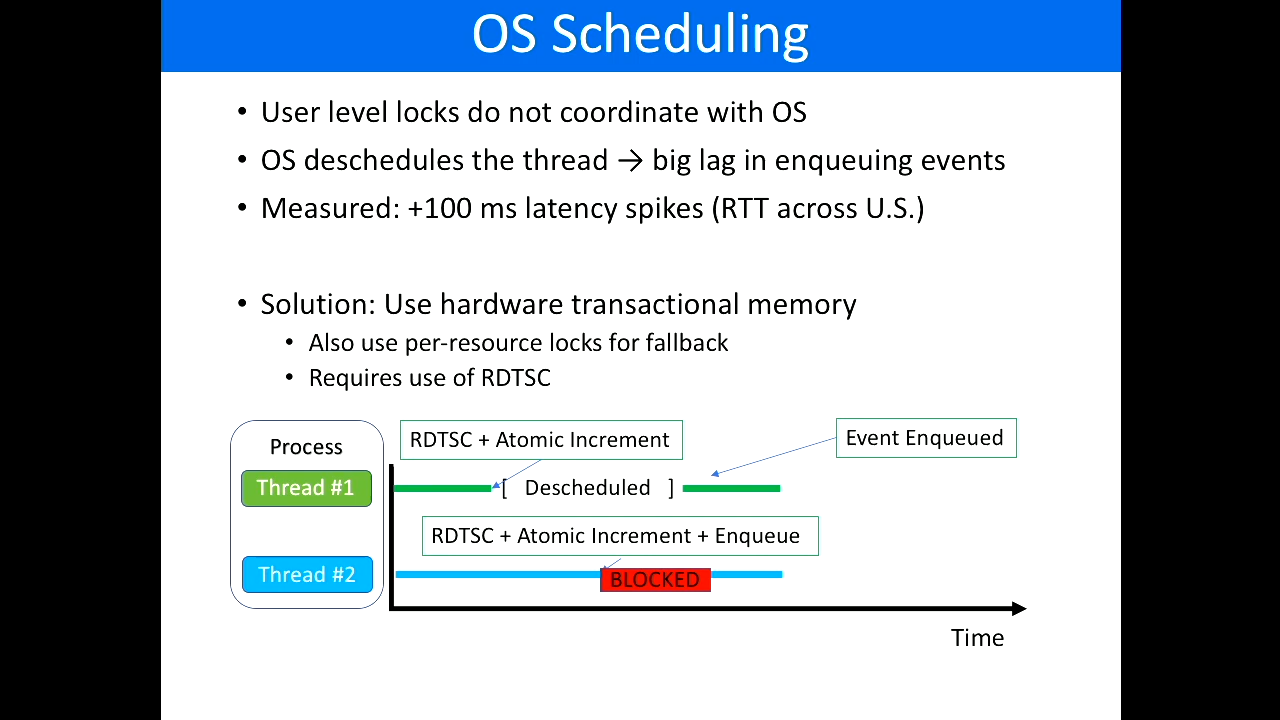 OS Scheduling
• User level locks do not coordinate with OS
• OS deschedules the thread → big lag in enqueuing events
• Measured: +100 ms latency spikes (RTT across U.S.)
• Solution: Use hardware transactional memory
• Also use per-resource locks for fallback
• Requires use of RDTSC
Process
RDTSC + Atomic Increment
Event Enqueued
Thread #1
[ Descheduled ]
RDTSC + Atomic Increment + Enqueue
Thread #2
BLOCKED
Time